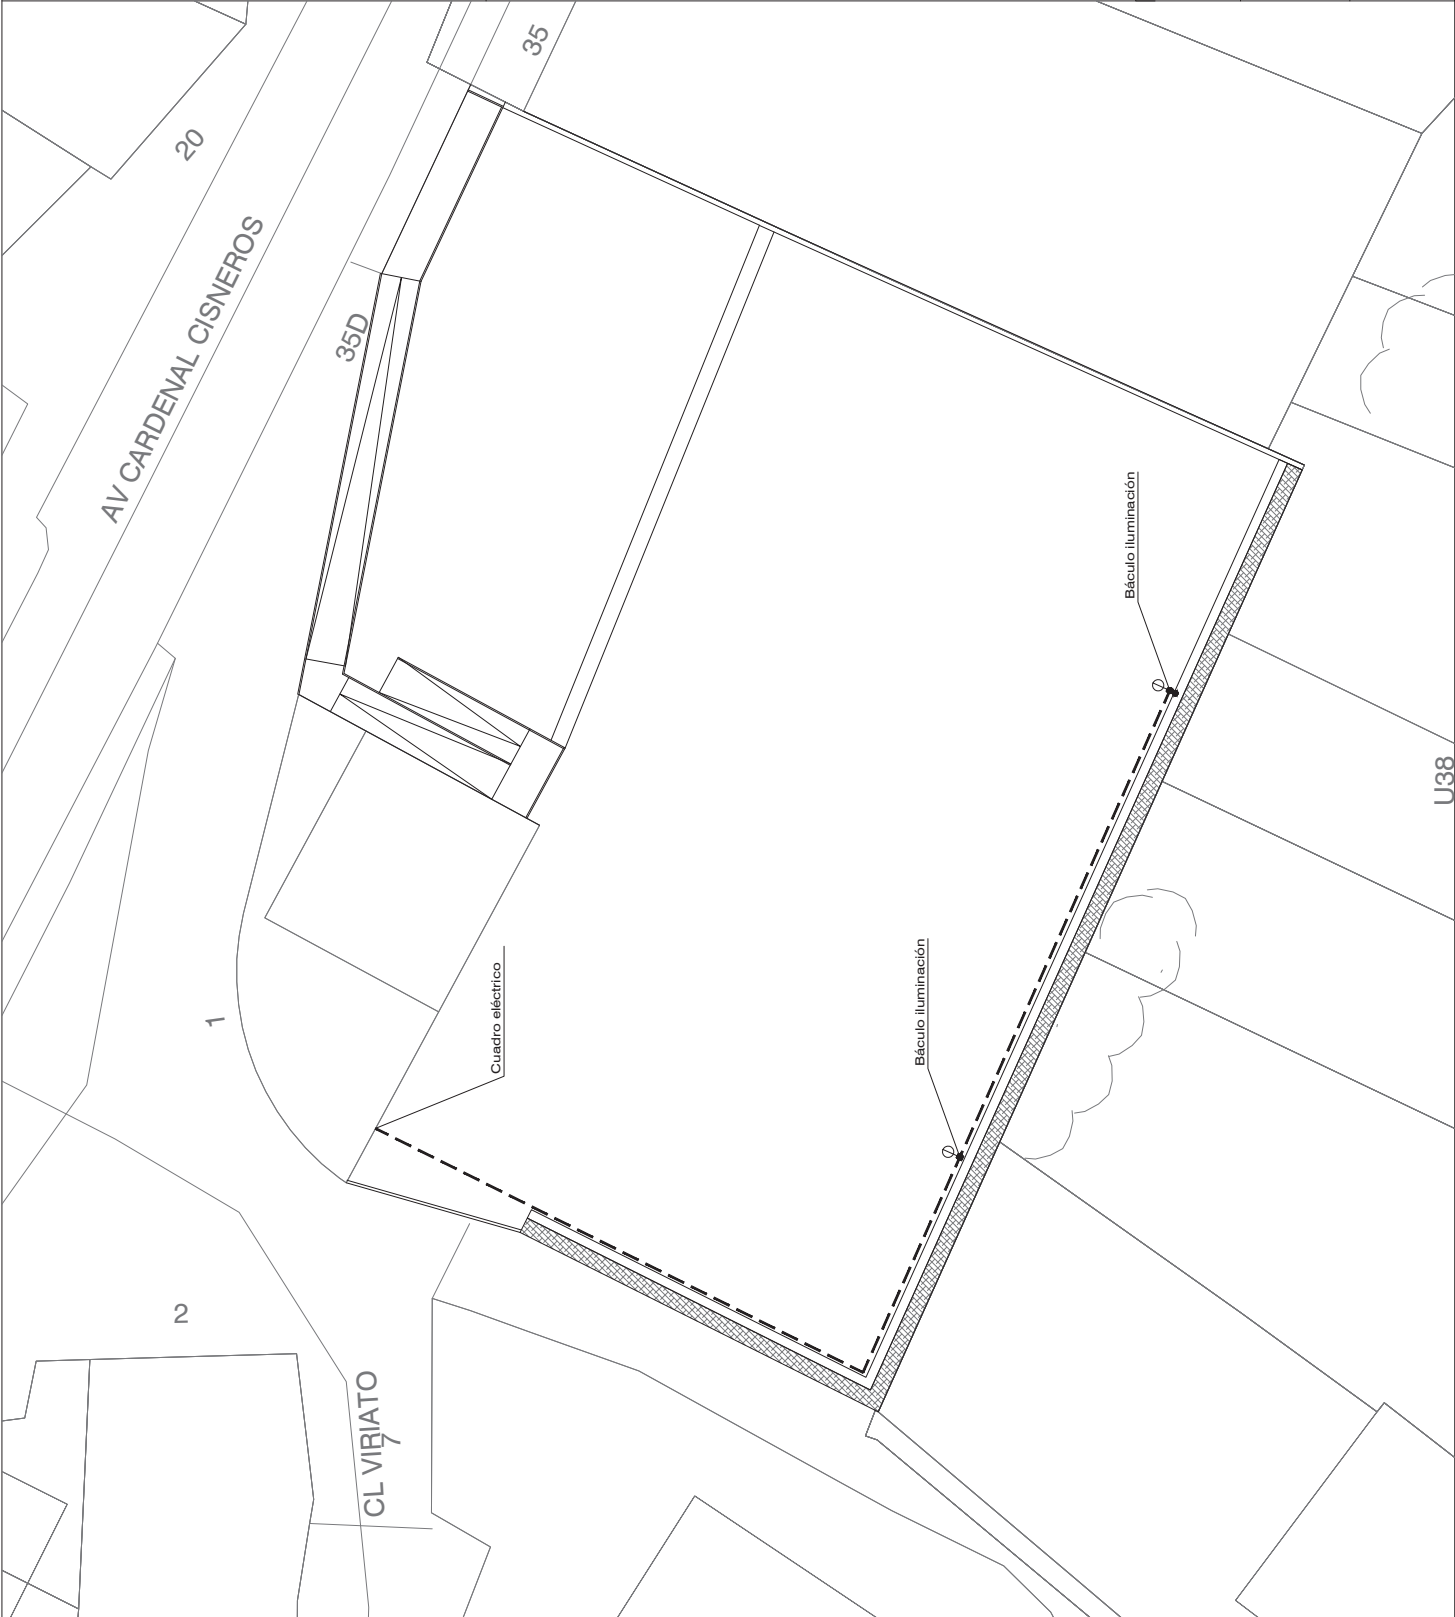 35
20
AV CARDENAL CISNEROS
35D
Báculo iluminación
U38
Báculo iluminación
Cuadro eléctrico
1
2
CL VIRIATO
7